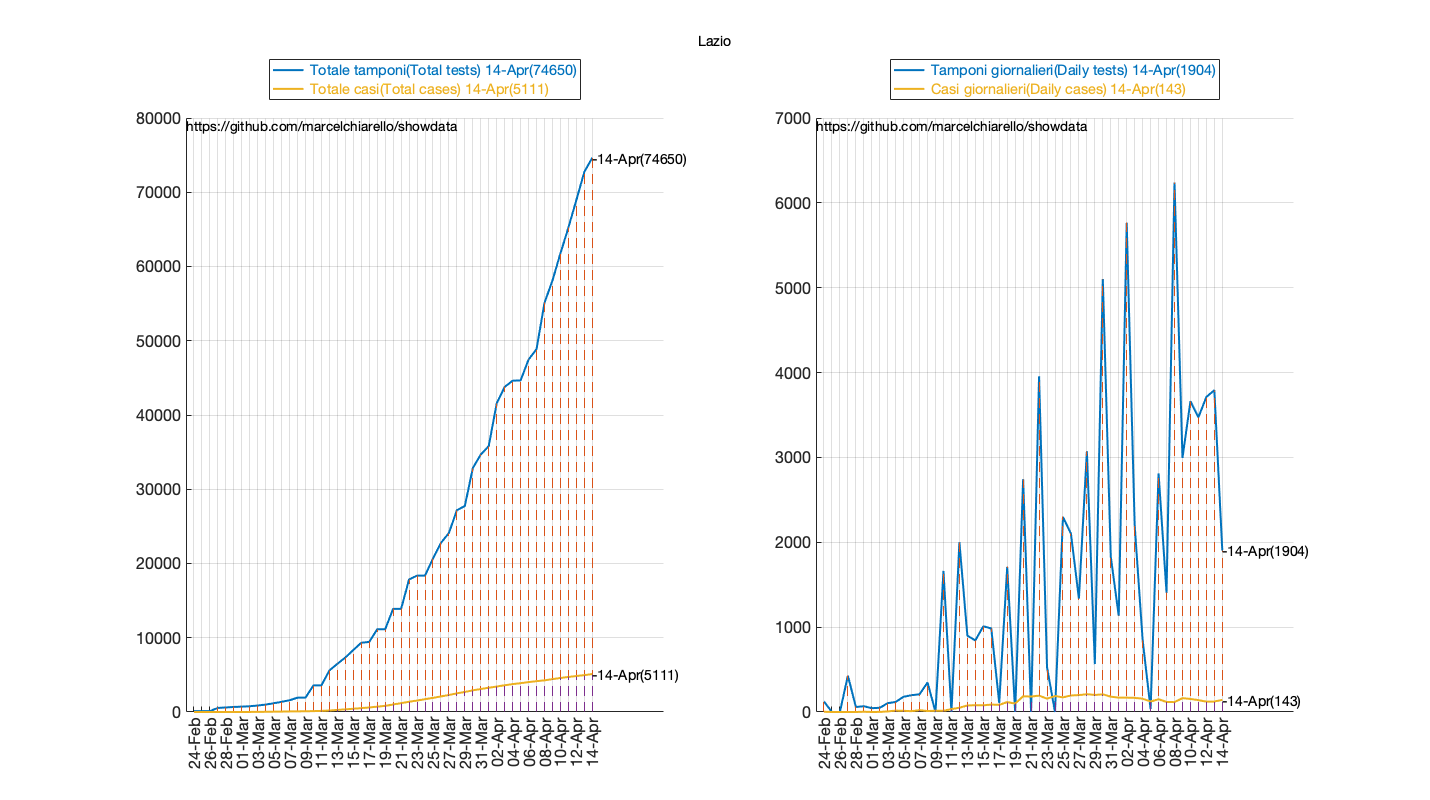 Lazio
Totale tamponi(Total tests) 14-Apr(74650)
Totale casi(Total cases) 14-Apr(5111)
80000
https://github.com/marcelchiarello/showdata
14-Apr(74650)
70000
60000
50000
40000
30000
20000
10000
14-Apr(5111)
0
24-Feb
26-Feb
28-Feb
01-Mar
03-Mar
05-Mar
07-Mar
09-Mar
11-Mar
13-Mar
15-Mar
17-Mar
19-Mar
21-Mar
23-Mar
25-Mar
27-Mar
29-Mar
31-Mar
02-Apr
04-Apr
06-Apr
08-Apr
10-Apr
12-Apr
14-Apr
Tamponi giornalieri(Daily tests) 14-Apr(1904)
Casi giornalieri(Daily cases) 14-Apr(143)
7000
https://github.com/marcelchiarello/showdata
6000
5000
4000
3000
2000
14-Apr(1904)
1000
14-Apr(143)
0
24-Feb
26-Feb
28-Feb
01-Mar
03-Mar
05-Mar
07-Mar
09-Mar
11-Mar
13-Mar
15-Mar
17-Mar
19-Mar
21-Mar
23-Mar
25-Mar
27-Mar
29-Mar
31-Mar
02-Apr
04-Apr
06-Apr
08-Apr
10-Apr
12-Apr
14-Apr